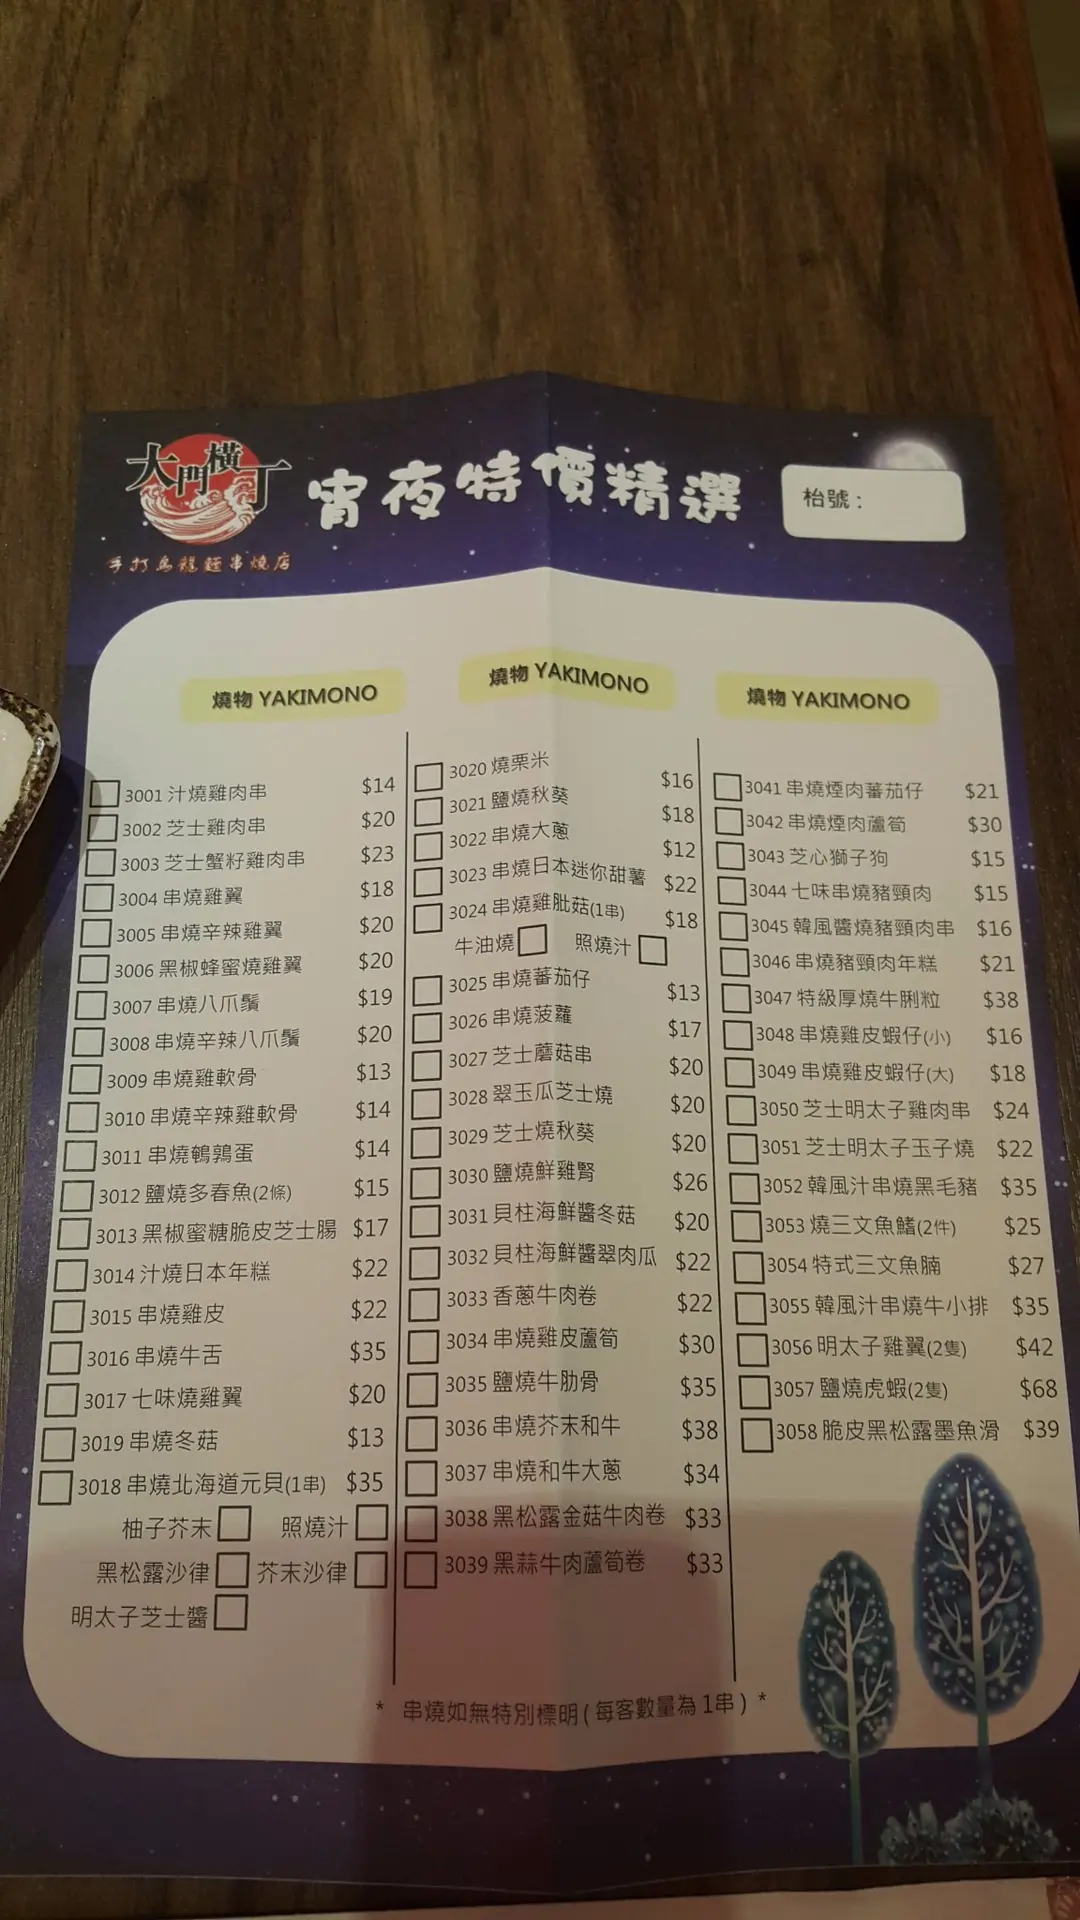 大門橫丁
手打烏龍麵串燒店
宵夜特價精選
枱號：
燒物 YAKIMONO
3001 汁燒雞肉串 $14
3002 芝士雞肉串 $20
3003 芝士蟹籽雞肉串 $23
3004 串燒雞翼 $18
3005 串燒辛辣雞翼 $20
3006 黑椒蜂蜜燒雞翼 $20
3007 串燒八爪鬚 $19
3008 串燒辛辣八爪鬚 $20
3009 串燒雞軟骨 $13
3010 串燒辛辣雞軟骨 $14
3011 串燒鵪鶉蛋 $14
3012 鹽燒多春魚(2條) $15
3013 黑椒蜜糖脆皮芝士腸 $17
3014 汁燒日本年糕 $22
3015 串燒雞皮 $22
3016 串燒牛舌 $35
3017 七味燒雞翼 $20
3019 串燒冬菇 $13
3018 串燒北海道元貝(1串) $35
柚子芥末 照燒汁
黑松露沙律 芥末沙律
明太子芝士醬
燒物 YAKIMONO
3020 燒栗米 $16
3021 鹽燒秋葵 $18
3022 串燒大蔥 $12
3023 串燒日本迷你甜薯 $22
3024 串燒雞髀菇(1串) $18
牛油燒 照燒汁
3025 串燒蕃茄仔 $13
3026 串燒菠蘿 $17
3027 芝士蘑菇串 $20
3028 翠玉瓜芝士燒 $20
3029 芝士燒秋葵 $20
3030 鹽燒鮮雞腎 $26
3031 貝柱海鮮醬冬菇 $20
3032 貝柱海鮮醬翠肉瓜 $22
3033 香蔥牛肉卷 $22
3034 串燒雞皮蘆筍 $30
3035 鹽燒牛肋骨 $35
3036 串燒芥末和牛 $38
3037 串燒和牛大蔥 $34
3038 黑松露金菇牛肉卷 $33
3039 黑蒜牛肉蘆筍卷 $33
燒物 YAKIMONO
3041 串燒煙肉蕃茄仔 $21
3042 串燒煙肉蘆筍 $30
3043 芝心獅子狗 $15
3044 七味串燒豬頸肉 $15
3045 韓風醬燒豬頸肉串 $16
3046 串燒豬頸肉年糕 $21
3047 特級厚燒牛脷粒 $38
3048 串燒雞皮蝦仔(小) $16
3049 串燒雞皮蝦仔(大) $18
3050 芝士明太子雞肉串 $24
3051 芝士明太子玉子燒 $22
3052 韓風汁串燒黑毛豬 $35
3053 燒三文魚鰭(2件) $25
3054 特式三文魚腩 $27
3055 韓風汁串燒牛小排 $35
3056 明太子雞翼(2隻) $42
3057 鹽燒虎蝦(2隻) $68
3058 脆皮黑松露墨魚滑 $39
* 串燒如無特別標明 ( 每客數量為 1串 ) *